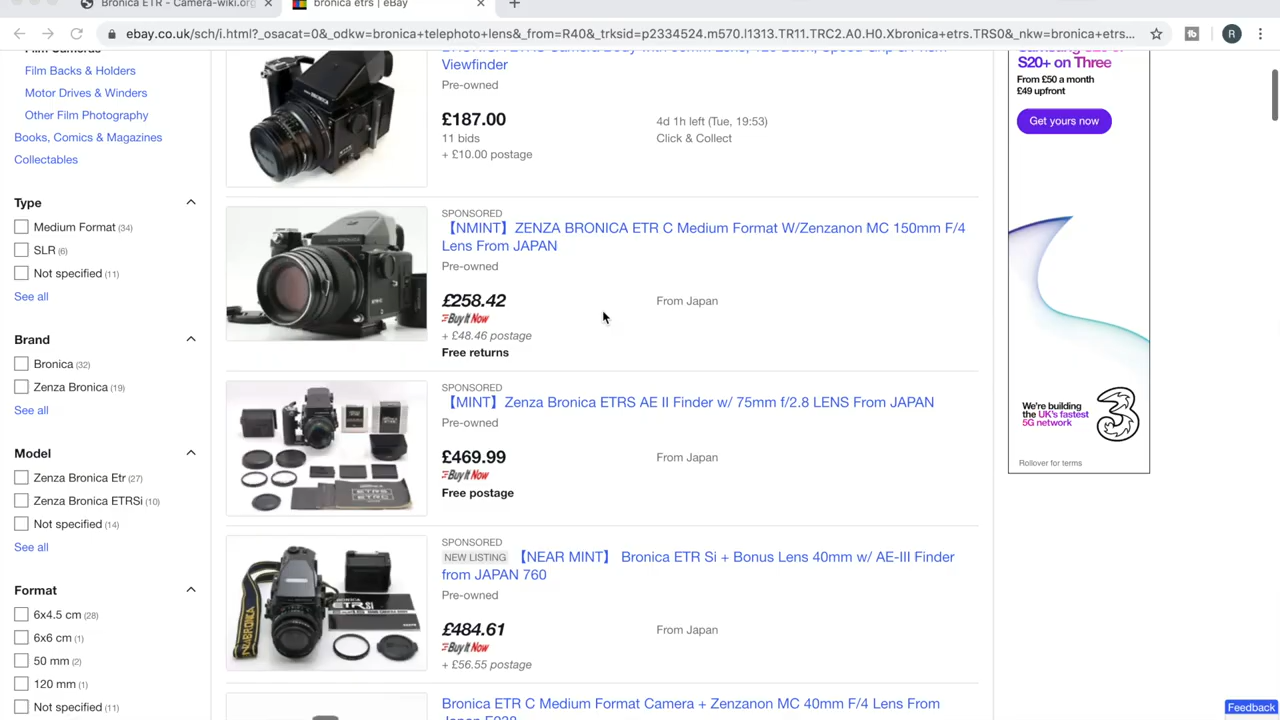 Bronica ETR - Camera-wiki.org
bronica etrs | eBay
ebay.co.uk/sch/i.html?_osacat=0&_odkw=bronica+telephoto+lens&_from=R40&_trksid=p2334524.m570.l1313.TR11.TRC2.A0.H0.Xbronica+etrs.TRS0&_nkw=bronica+etrs...
R
Film Cameras
Film Backs & Holders
Motor Drives & Winders
Other Film Photography
Books, Comics & Magazines
Collectables
Type
Medium Format (34)
SLR (6)
Not specified (11)
See all
Brand
Bronica (32)
Zenza Bronica (19)
See all
Model
Zenza Bronica Etr (27)
Zenza Bronica ETRSi (10)
Not specified (14)
See all
Format
6x4.5 cm (28)
6x6 cm (1)
50 mm (2)
120 mm (1)
Not specified (11)
Viewfinder
Pre-owned
£187.00
11 bids
+ £10.00 postage
4d 1h left (Tue, 19:53)
Click & Collect
SPONSORED
【NMINT】ZENZA BRONICA ETR C Medium Format W/Zenzanon MC 150mm F/4
Lens From JAPAN
Pre-owned
£258.42
Buy It Now
+ £48.46 postage
Free returns
From Japan
SPONSORED
【MINT】Zenza Bronica ETRS AE II Finder w/ 75mm f/2.8 LENS From JAPAN
Pre-owned
£469.99
Buy It Now
Free postage
From Japan
SPONSORED
NEW LISTING 【NEAR MINT】 Bronica ETR Si + Bonus Lens 40mm w/ AE-III Finder
from JAPAN 760
Pre-owned
£484.61
Buy It Now
+ £56.55 postage
From Japan
Bronica ETR C Medium Format Camera + Zenzanon MC 40mm F/4 Lens From
S20+ on Three
From £50 a month
£49 upfront
Get yours now
We're building
the UK's fastest
5G network
3
Rollover for terms
Feedback